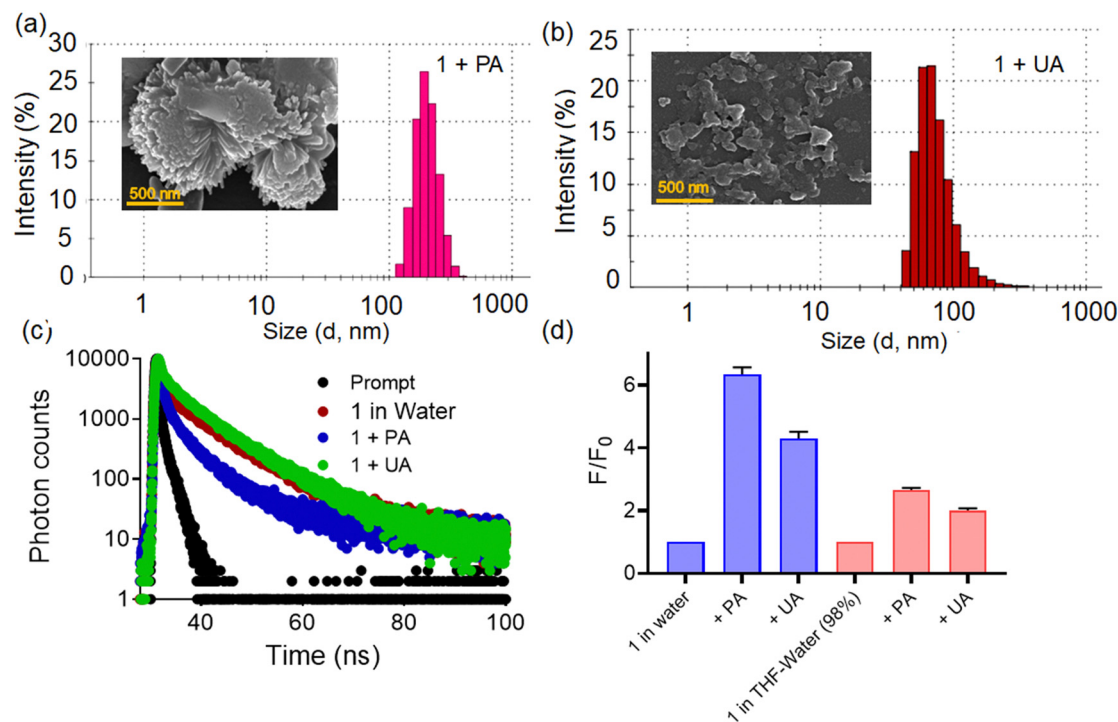 (a)
30
25
20
15
10
5
0
Intensity (%)
1 + PA
500 nm
1
10
100
1000
Size (d, nm)
(b)
25
20
15
10
5
0
Intensity (%)
1 + UA
500 nm
1
10
100
1000
Size (d, nm)
(c)
10000
1000
100
10
1
Photon counts
Prompt
1 in Water
1 + PA
1 + UA
40
60
80
100
Time (ns)
(d)
6
4
2
0
F/F0
1 in water
+ PA
+ UA
1 in THF-Water (98%)
+ PA
+ UA